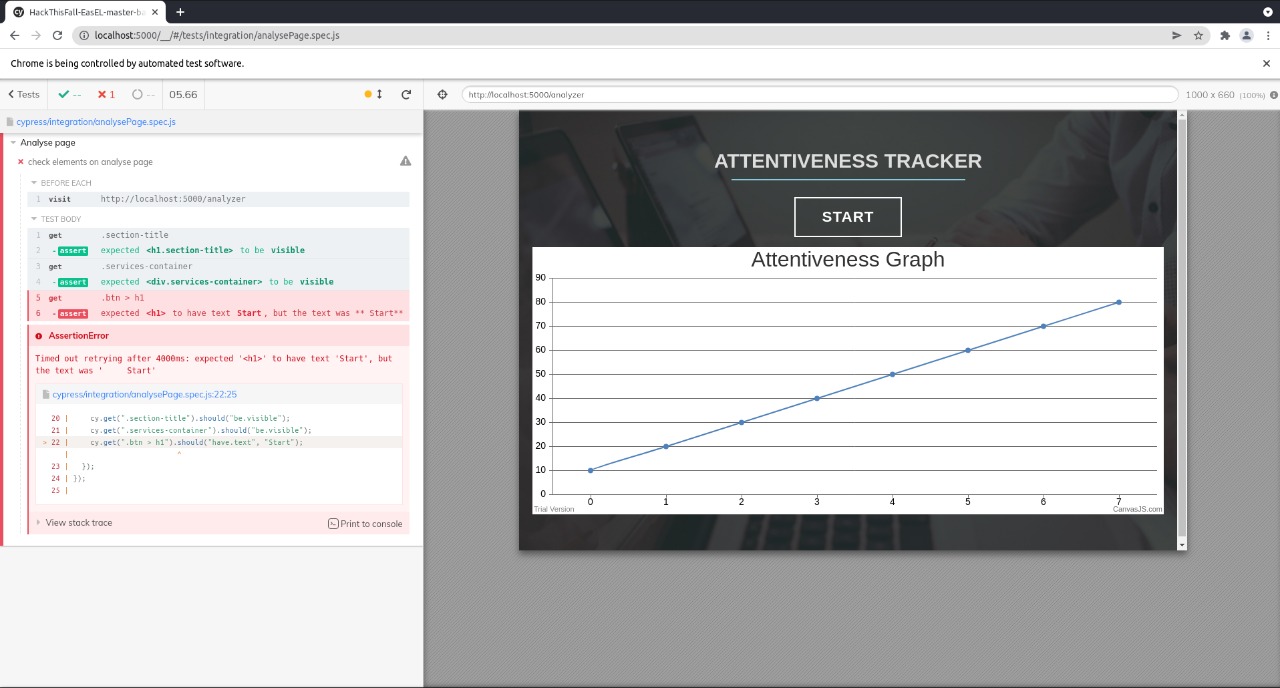 HackThisFall-EasEL-master-ba
localhost:5000/__/#/tests/integration/analysePage.spec.js
Chrome is being controlled by automated test software.
Tests -- 1 -- 05.66
http://localhost:5000/analyzer 1000 x 660 (100%)
cypress/integration/analysePage.spec.js
Analyse page
check elements on analyse page
BEFORE EACH
1 visit http://localhost:5000/analyzer
TEST BODY
1 get .section-title
2 -assert expected <h1.section-title> to be visible
3 get .services-container
4 -assert expected <div.services-container> to be visible
5 get .btn > h1
6 -assert expected <h1> to have text Start, but the text was ** Start**
AssertionError
Timed out retrying after 4000ms: expected '<h1>' to have text 'Start', but
the text was '     Start'
cypress/integration/analysePage.spec.js:22:25
20 |     cy.get(".section-title").should("be.visible");
21 |     cy.get(".services-container").should("be.visible");
> 22 |     cy.get(".btn > h1").should("have.text", "Start");
|                         ^
23 |   });
24 | });
25 |
View stack trace Print to console
ATTENTIVENESS TRACKER
START
Attentiveness Graph
90
80
70
60
50
40
30
20
10
0
0 1 2 3 4 5 6 7
Trial Version CanvasJS.com